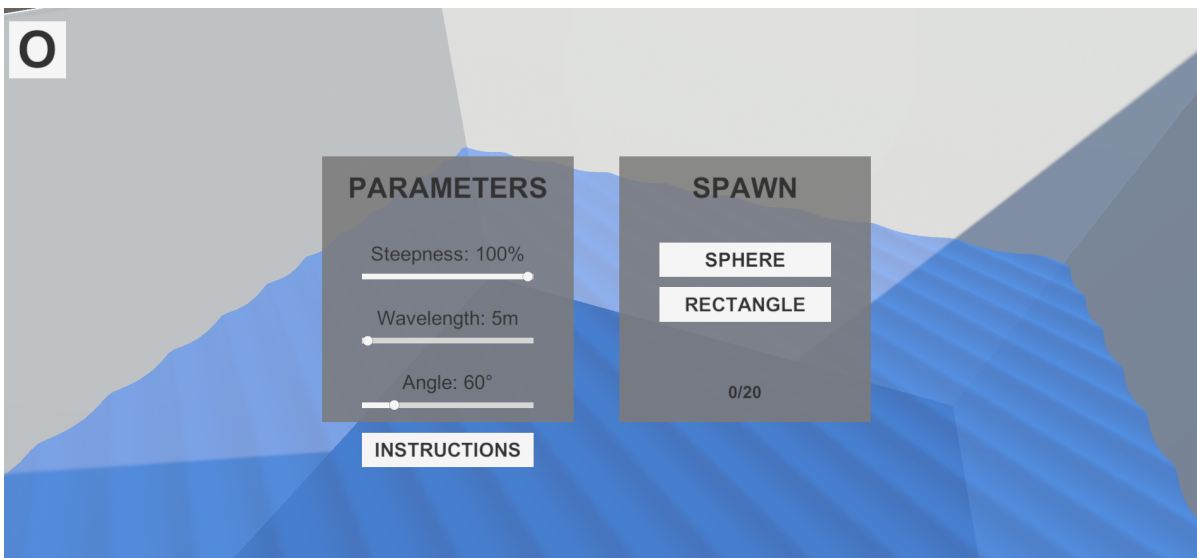 O
PARAMETERS
Steepness: 100%
Wavelength: 5m
Angle: 60°
INSTRUCTIONS
SPAWN
SPHERE
RECTANGLE
0/20